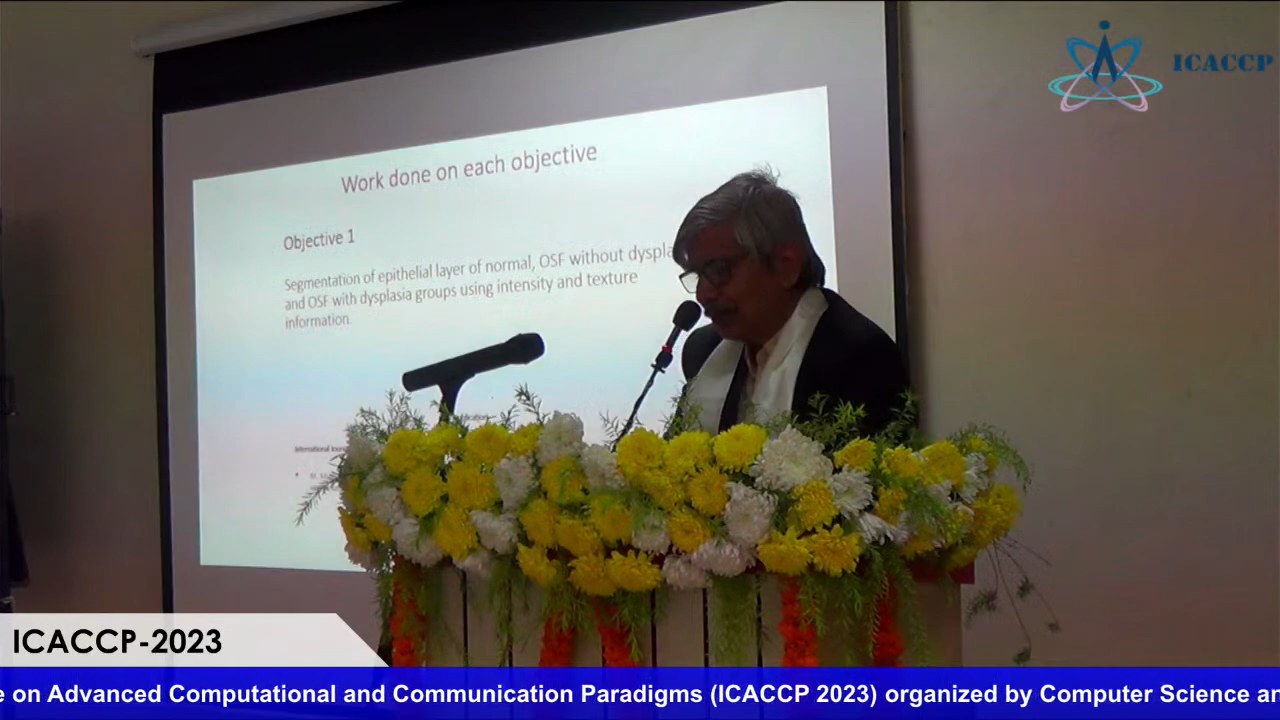 ICACCP
Work done on each objective
Objective 1
Segmentation of epithelial layer of normal, OSF without dyspla
and OSF with dysplasia groups using intensity and texture
information.
International
ICACCP-2023
e on Advanced Computational and Communication Paradigms (ICACCP 2023) organized by Computer Science an